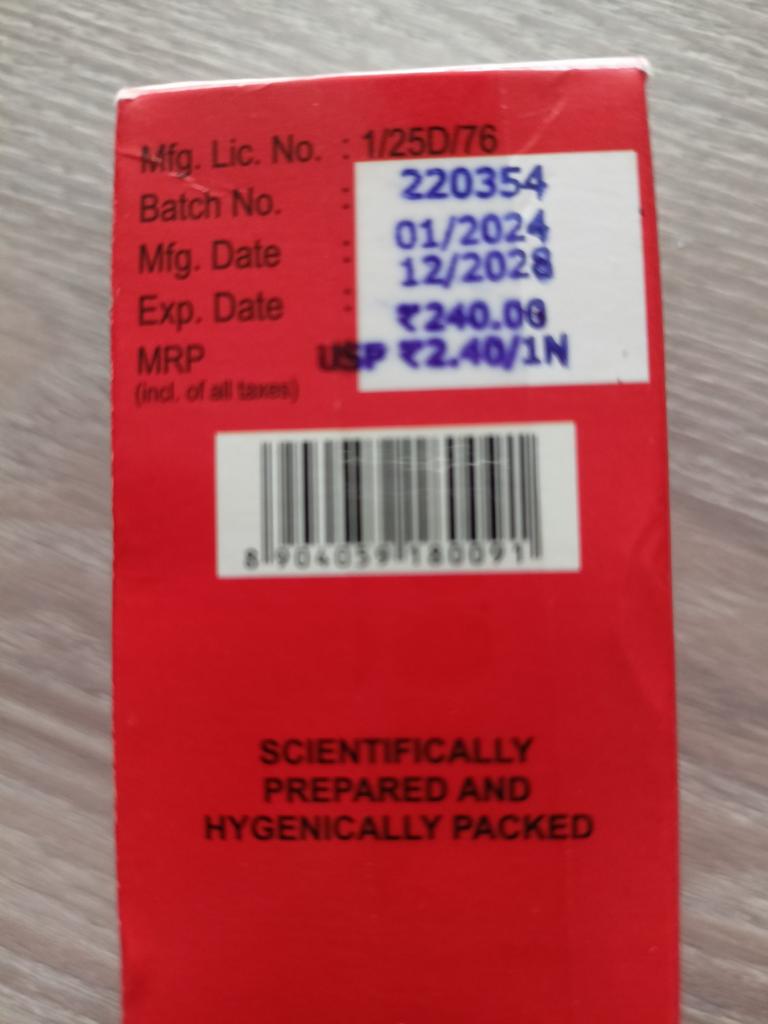 Mfg. Lic. No. : 1/25D/76
Batch No. : 220354
Mfg. Date : 01/2024
Exp. Date : 12/2028
MRP ₹240.00
(incl. of all taxes) USP ₹2.40/1N
8 904059 180091
SCIENTIFICALLY
PREPARED AND
HYGENICALLY PACKED